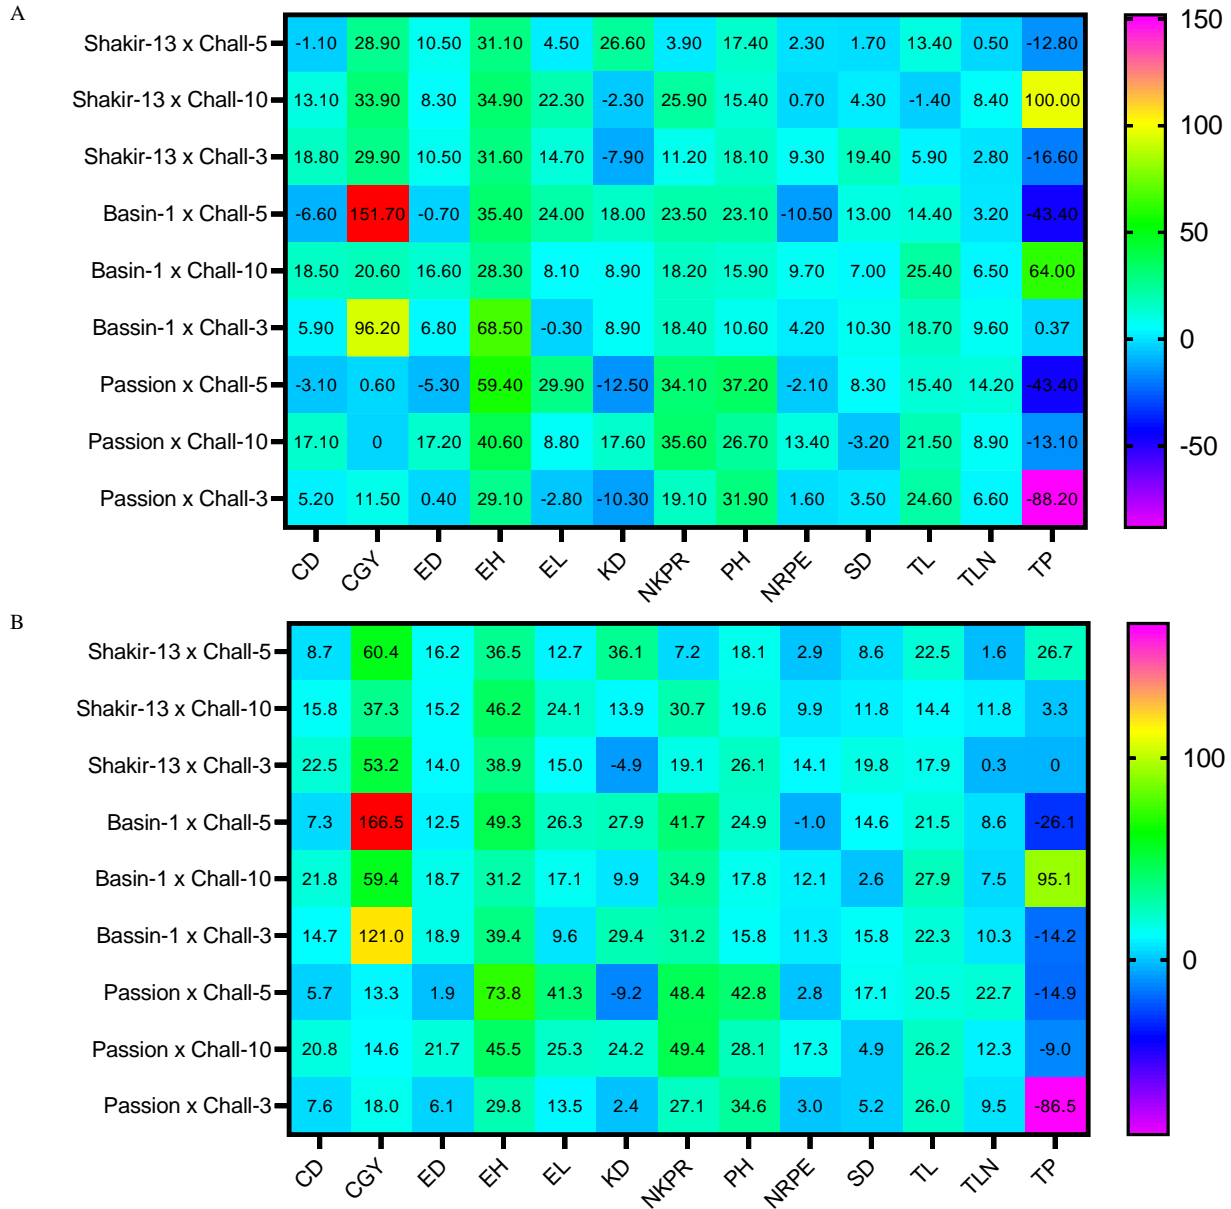 A
Shakir-13 x Chall-5 -1.10 28.90 10.50 31.10 4.50 26.60 3.90 17.40 2.30 1.70 13.40 0.50 -12.80
Shakir-13 x Chall-10 13.10 33.90 8.30 34.90 22.30 -2.30 25.90 15.40 0.70 4.30 -1.40 8.40 100.00
Shakir-13 x Chall-3 18.80 29.90 10.50 31.60 14.70 -7.90 11.20 18.10 9.30 19.40 5.90 2.80 -16.60
Basin-1 x Chall-5 -6.60 151.70 -0.70 35.40 24.00 18.00 23.50 23.10 -10.50 13.00 14.40 3.20 -43.40
Basin-1 x Chall-10 18.50 20.60 16.60 28.30 8.10 8.90 18.20 15.90 9.70 7.00 25.40 6.50 64.00
Bassin-1 x Chall-3 5.90 96.20 6.80 68.50 -0.30 8.90 18.40 10.60 4.20 10.30 18.70 9.60 0.37
Passion x Chall-5 -3.10 0.60 -5.30 59.40 29.90 -12.50 34.10 37.20 -2.10 8.30 15.40 14.20 -43.40
Passion x Chall-10 17.10 0 17.20 40.60 8.80 17.60 35.60 26.70 13.40 -3.20 21.50 8.90 -13.10
Passion x Chall-3 5.20 11.50 0.40 29.10 -2.80 -10.30 19.10 31.90 1.60 3.50 24.60 6.60 -88.20
CD CGY ED EH EL KD NKPR PH NRPE SD TL TLN TP
150
100
50
0
-50
B
Shakir-13 x Chall-5 8.7 60.4 16.2 36.5 12.7 36.1 7.2 18.1 2.9 8.6 22.5 1.6 26.7
Shakir-13 x Chall-10 15.8 37.3 15.2 46.2 24.1 13.9 30.7 19.6 9.9 11.8 14.4 11.8 3.3
Shakir-13 x Chall-3 22.5 53.2 14.0 38.9 15.0 -4.9 19.1 26.1 14.1 19.8 17.9 0.3 0
Basin-1 x Chall-5 7.3 166.5 12.5 49.3 26.3 27.9 41.7 24.9 -1.0 14.6 21.5 8.6 -26.1
Basin-1 x Chall-10 21.8 59.4 18.7 31.2 17.1 9.9 34.9 17.8 12.1 2.6 27.9 7.5 95.1
Bassin-1 x Chall-3 14.7 121.0 18.9 39.4 9.6 29.4 31.2 15.8 11.3 15.8 22.3 10.3 -14.2
Passion x Chall-5 5.7 13.3 1.9 73.8 41.3 -9.2 48.4 42.8 2.8 17.1 20.5 22.7 -14.9
Passion x Chall-10 20.8 14.6 21.7 45.5 25.3 24.2 49.4 28.1 17.3 4.9 26.2 12.3 -9.0
Passion x Chall-3 7.6 18.0 6.1 29.8 13.5 2.4 27.1 34.6 3.0 5.2 26.0 9.5 -86.5
CD CGY ED EH EL KD NKPR PH NRPE SD TL TLN TP
100
0